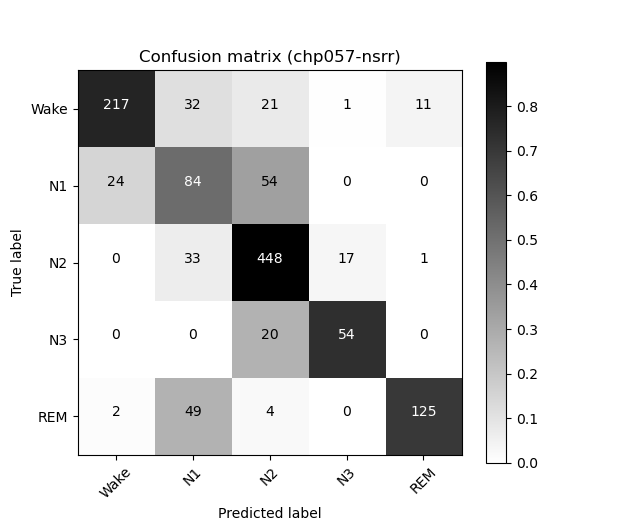 Confusion matrix (chp057-nsrr)
Wake 217 32 21 1 11
N1 24 84 54 0 0
N2 0 33 448 17 1
N3 0 0 20 54 0
REM 2 49 4 0 125
Wake N1 N2 N3 REM
Predicted label
True label
0.8
0.7
0.6
0.5
0.4
0.3
0.2
0.1
0.0